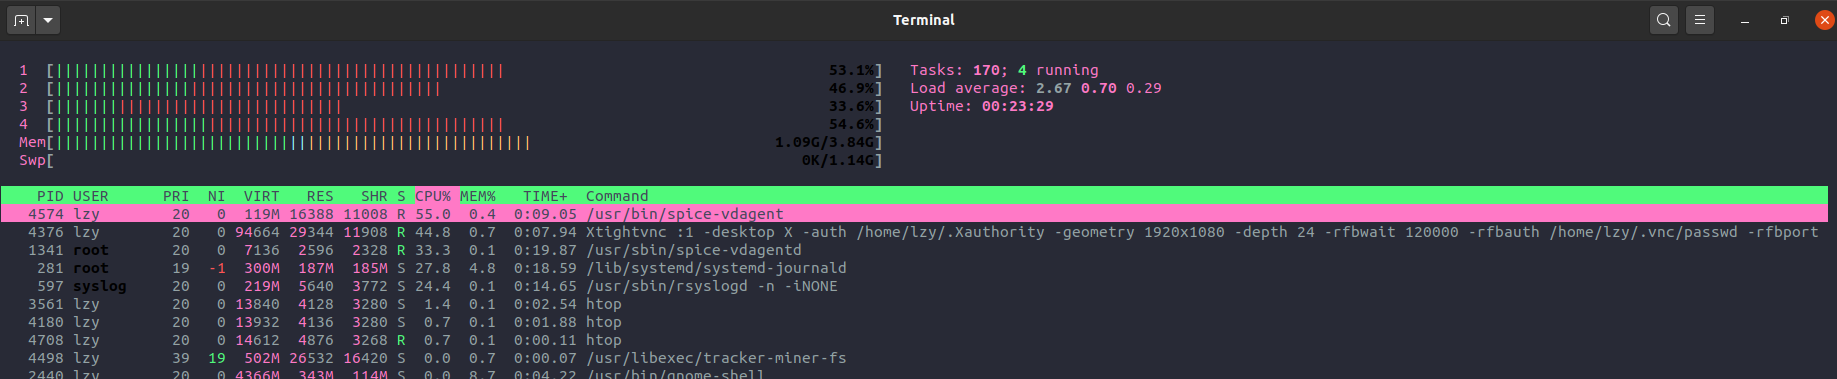 Terminal
1 [ 53.1%] Tasks: 170; 4 running
2 [ 46.9%] Load average: 2.67 0.70 0.29
3 [ 33.6%] Uptime: 00:23:29
4 [ 54.6%]
Mem[ 1.09G/3.84G]
Swp[ 0K/1.14G]
PID USER PRI NI VIRT RES SHR S CPU% MEM% TIME+ Command
4574 lzy 20 0 119M 16388 11008 R 55.0 0.4 0:09.05 /usr/bin/spice-vdagent
4376 lzy 20 0 94664 29344 11908 R 44.8 0.7 0:07.94 Xtightvnc :1 -desktop X -auth /home/lzy/.Xauthority -geometry 1920x1080 -depth 24 -rfbwait 120000 -rfbauth /home/lzy/.vnc/passwd -rfbport
1341 root 20 0 7136 2596 2328 R 33.3 0.1 0:19.87 /usr/sbin/spice-vdagentd
281 root 19 -1 300M 187M 185M S 27.8 4.8 0:18.59 /lib/systemd/systemd-journald
597 syslog 20 0 219M 5640 3772 S 24.4 0.1 0:14.65 /usr/sbin/rsyslogd -n -iNONE
3561 lzy 20 0 13840 4128 3280 S 1.4 0.1 0:02.54 htop
4180 lzy 20 0 13932 4136 3280 S 0.7 0.1 0:01.88 htop
4708 lzy 20 0 14612 4876 3268 R 0.7 0.1 0:00.11 htop
4498 lzy 39 19 502M 26532 16420 S 0.0 0.7 0:00.07 /usr/libexec/tracker-miner-fs
2440 lzy 20 0 4366M 343M 114M S 0.0 8.7 0:04.22 /usr/bin/gnome-shell